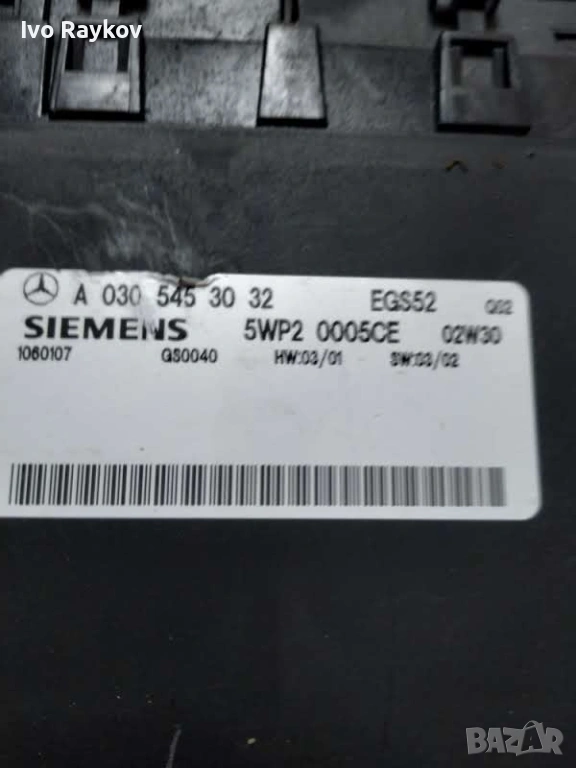 Ivo Raykov
A 030 545 30 32 EGS52 Q02
SIEMENS 5WP2 0005CE 02W30
1060107 GS0040 HW:03/01 SW:03/02
BAZAR